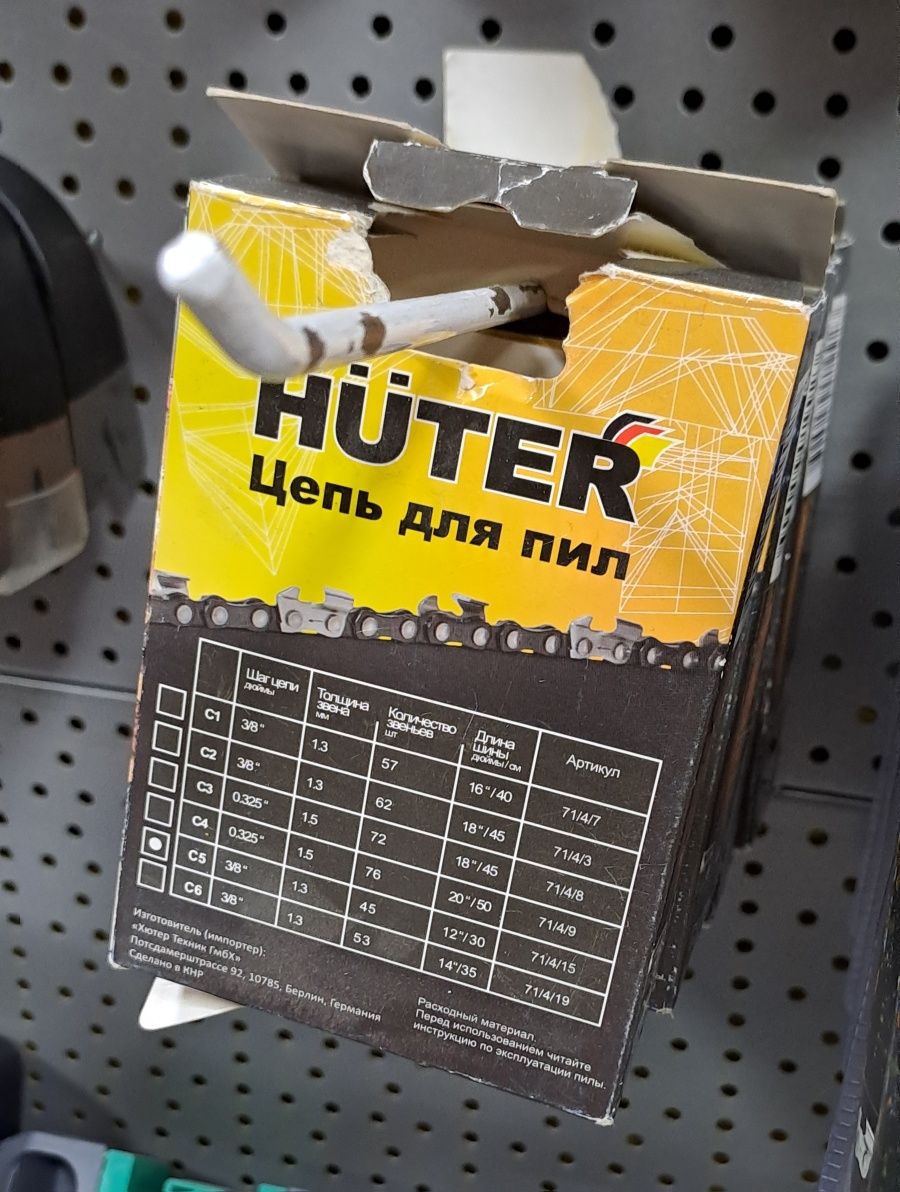 HÜTER
Цепь для пил
Шаг цепи дюймы Толщина звена мм Количество звеньев шт Длина шины дюймы / см Артикул
C1 3/8" 1.3 57 16"/40 71/4/7
C2 3/8" 1.3 62 18"/45 71/4/3
C3 0.325" 1.5 72 18"/45 71/4/8
C4 0.325" 1.5 76 20"/50 71/4/9
C5 3/8" 1.3 45 12"/30 71/4/15
C6 3/8" 1.3 53 14"/35 71/4/19
Изготовитель (импортер):
«Хютер Техник ГмбХ»
Потсдамерштрассе 92, 10785, Берлин, Германия
Сделано в КНР
Расходный материал.
Перед использованием читайте
инструкцию по эксплуатации пилы.